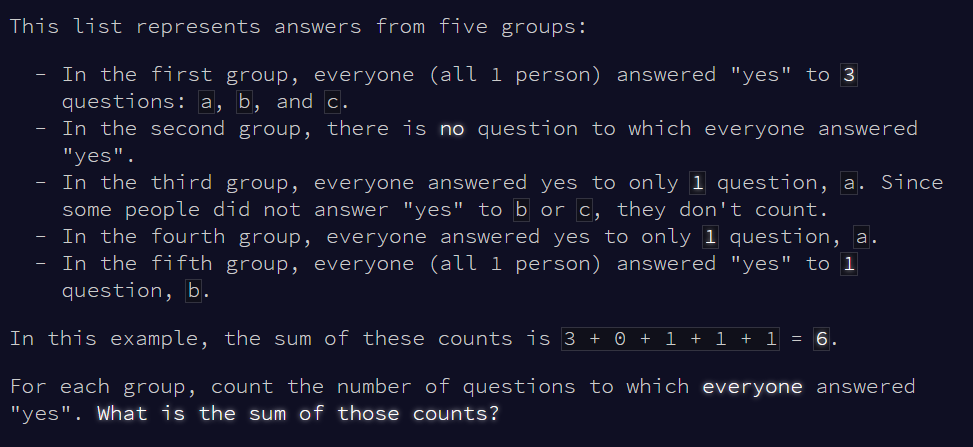 This list represents answers from five groups:
- In the first group, everyone (all 1 person) answered "yes" to 3
questions: a, b, and c.
- In the second group, there is no question to which everyone answered
"yes".
- In the third group, everyone answered yes to only 1 question, a. Since
some people did not answer "yes" to b or c, they don't count.
- In the fourth group, everyone answered yes to only 1 question, a.
- In the fifth group, everyone (all 1 person) answered "yes" to 1
question, b.
In this example, the sum of these counts is 3 + 0 + 1 + 1 + 1 = 6.
For each group, count the number of questions to which everyone answered
"yes". What is the sum of those counts?